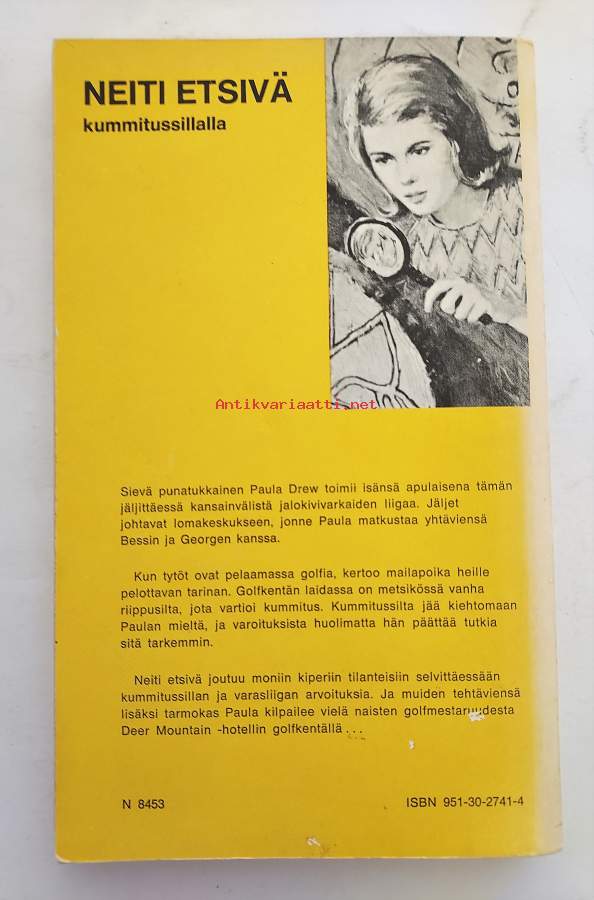 NEITI ETSIVÄ
kummitussillalla
Antikvariaatti.net
Sievä punatukkainen Paula Drew toimii isänsä apulaisena tämän
jäljittäessä kansainvälistä jalokivivarkaiden liigaa. Jäljet
johtavat lomakeskukseen, jonne Paula matkustaa yhtäviensä
Bessin ja Georgen kanssa.
Kun tytöt ovat pelaamassa golfia, kertoo mailapoika heille
pelottavan tarinan. Golfkentän laidassa on metsikössä vanha
riippusilta, jota vartioi kummitus. Kummitussilta jää kiehtomaan
Paulan mieltä, ja varoituksista huolimatta hän päättää tutkia
sitä tarkemmin.
Neiti etsivä joutuu moniin kiperiin tilanteisiin selvittäessään
kummitussillan ja varasliigan arvoituksia. Ja muiden tehtäviensä
lisäksi tarmokas Paula kilpailee vielä naisten golfmestaruudesta
Deer Mountain -hotellin golfkentällä...
N 8453
ISBN 951-30-2741-4